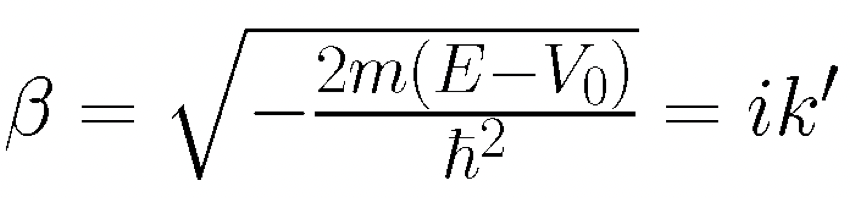 β = √(-2m(E-V₀)/ħ²) = ik′